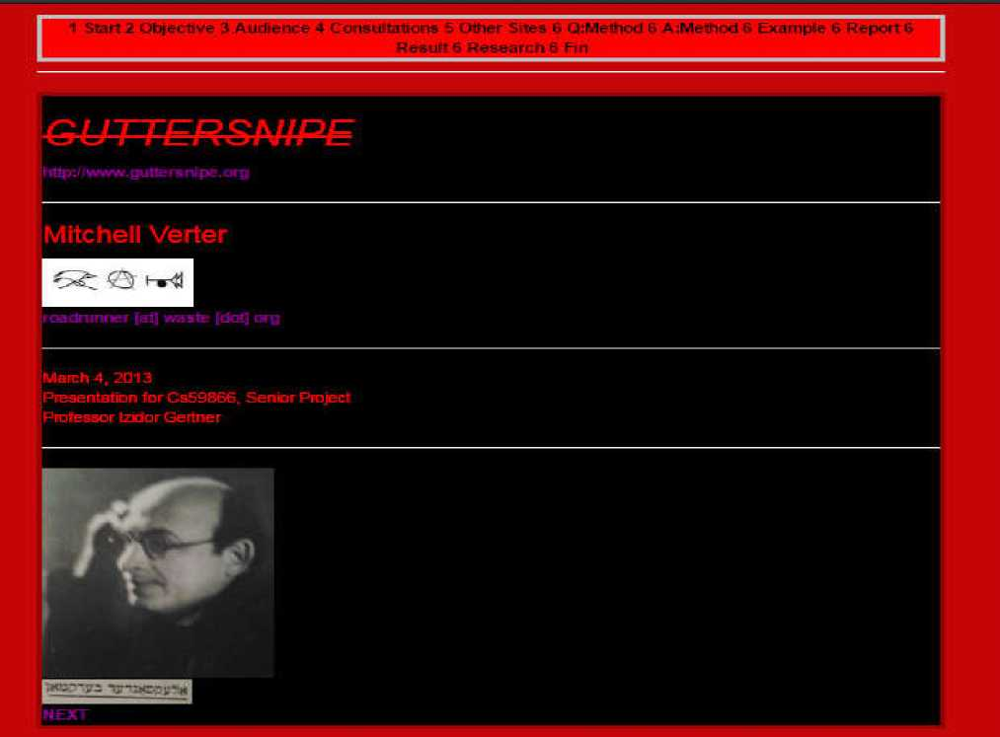 1 Start 2 Objective 3 Audience 4 Consultations 5 Other Sites 6 Q:Method 6 A:Method 6 Example 6 Report 6
Result 6 Research 6 Fin
GUTTERSNIPE
http://www.guttersnipe.org
Mitchell Verter
roadrunner [at] waste [dot] org
March 4, 2013
Presentation for Cs59866, Senior Project
Professor Izidor Gertner
אלעקסאנדער בערקמאן
NEXT